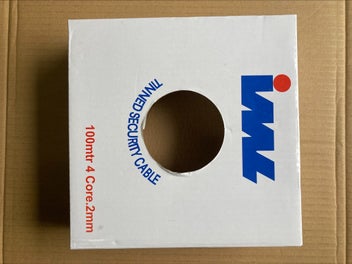 TINNED SECURITY CABLE
100mtr 4 Core.2mm